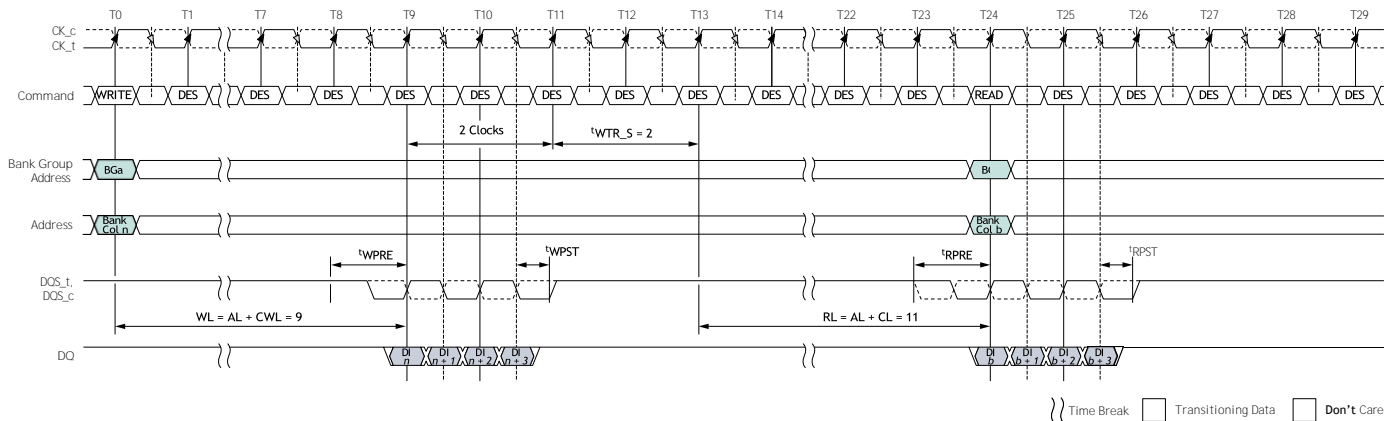 T0 T1 T7 T8 T9 T10 T11 T12 T13 T14 T22 T23 T24 T25 T26 T27 T28 T29
CK_c
CK_t
Command WRITE DES DES DES DES DES DES DES DES DES DES DES READ DES DES DES DES DES
2 Clocks tWTR_S = 2
Bank Group
Address
BGa
Address
Bank
Col n
Bank
Col b
tWPRE tWPST tRPRE tRPST
DQS_t,
DQS_c
WL = AL + CWL = 9 RL = AL + CL = 11
DQ
DI
n
DI
n + 1
DI
n + 2
DI
n + 3
DI
b
DI
b + 1
DI
b + 2
DI
b + 3
Time Break Transitioning Data Don't Care